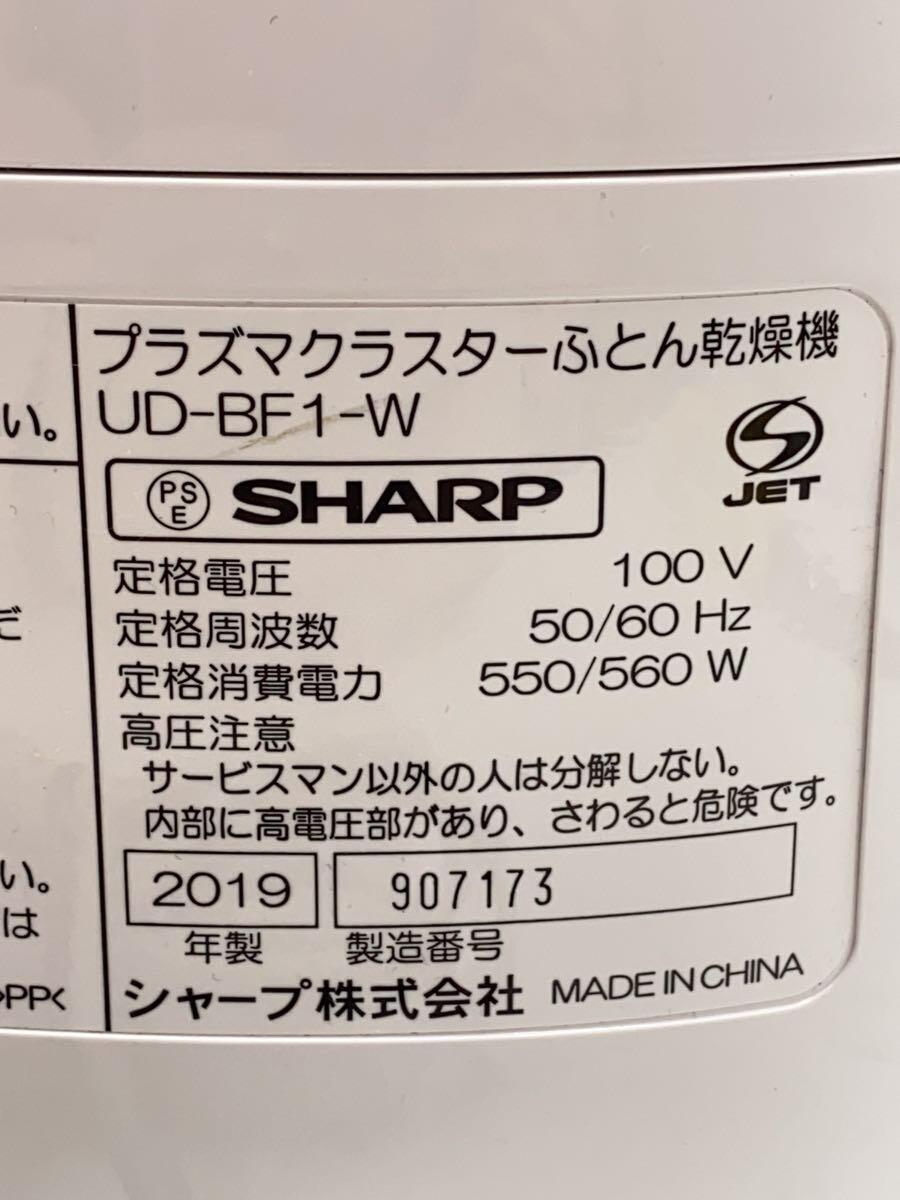 プラズマクラスターふとん乾燥機
UD-BF1-W
PS
E
SHARP
JET
定格電圧 100 V
定格周波数 50/60 Hz
定格消費電力 550/560 W
高圧注意
サービスマン以外の人は分解しない。
内部に高電圧部があり、さわると危険です。
2019
907173
年製
製造番号
シャープ株式会社 MADE IN CHINA
い。
だ
い。
は
>PP<